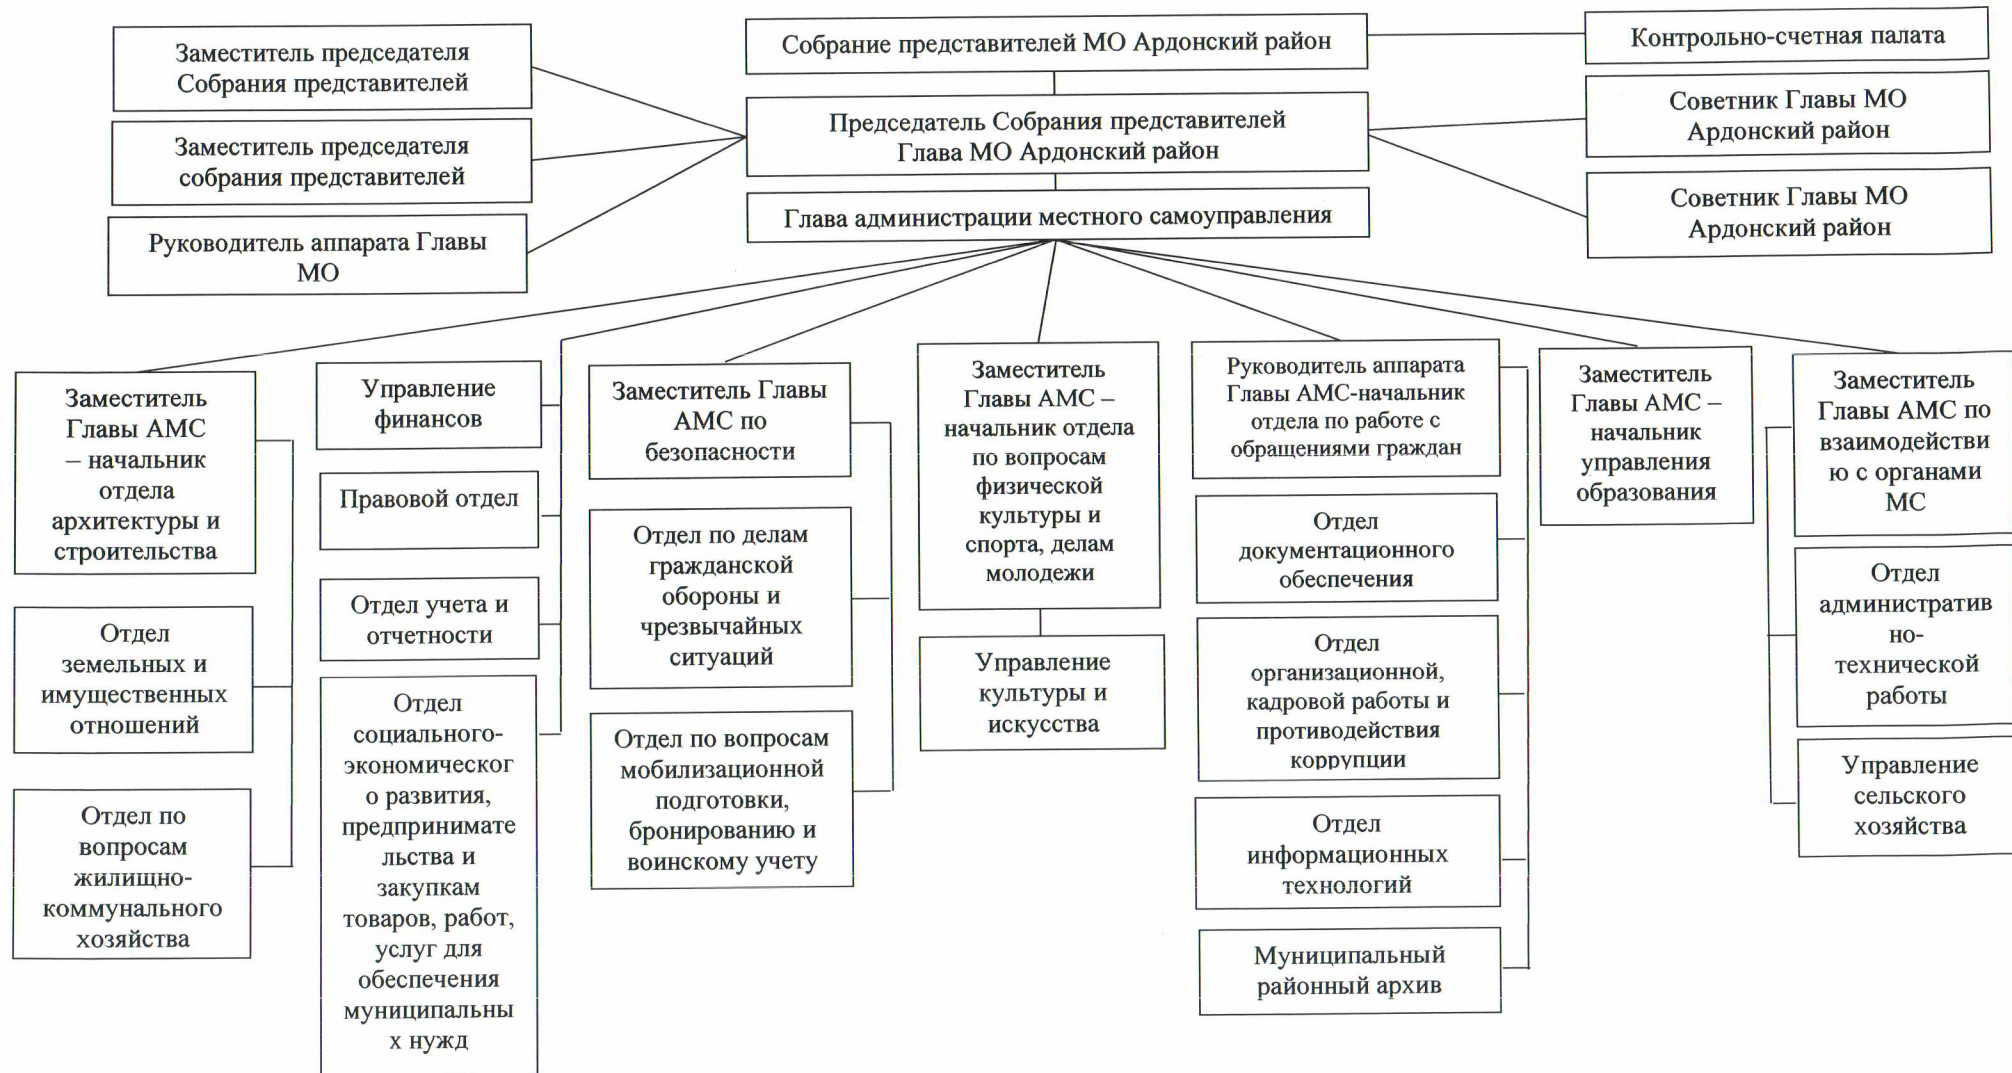 Заместитель председателя
Собрания представителей
Заместитель председателя
собрания представителей
Руководитель аппарата Главы
МО
Собрание представителей МО Ардонский район
Председатель Собрания представителей
Глава МО Ардонский район
Глава администрации местного самоуправления
Контрольно-счетная палата
Советник Главы МО
Ардонский район
Советник Главы МО
Ардонский район
Заместитель
Главы АМС
– начальник
отдела
архитектуры и
строительства
Отдел
земельных и
имущественных
отношений
Отдел по
вопросам
жилищно-
коммунального
хозяйства
Управление
финансов
Правовой отдел
Отдел учета и
отчетности
Отдел
социального-
экономическог
о развития,
предпринимате
льства и
закупкам
товаров, работ,
услуг для
обеспечения
муниципальны
х нужд
Заместитель Главы
АМС по
безопасности
Отдел по делам
гражданской
обороны и
чрезвычайных
ситуаций
Отдел по вопросам
мобилизационной
подготовки,
бронированию и
воинскому учету
Заместитель
Главы АМС –
начальник отдела
по вопросам
физической
культуры и
спорта, делам
молодежи
Управление
культуры и
искусства
Руководитель аппарата
Главы АМС-начальник
отдела по работе с
обращениями граждан
Отдел
документационного
обеспечения
Отдел
организационной,
кадровой работы и
противодействия
коррупции
Отдел
информационных
технологий
Муниципальный
районный архив
Заместитель
Главы АМС –
начальник
управления
образования
Заместитель
Главы АМС по
взаимодействи
ю с органами
МС
Отдел
административ
но-
технической
работы
Управление
сельского
хозяйства